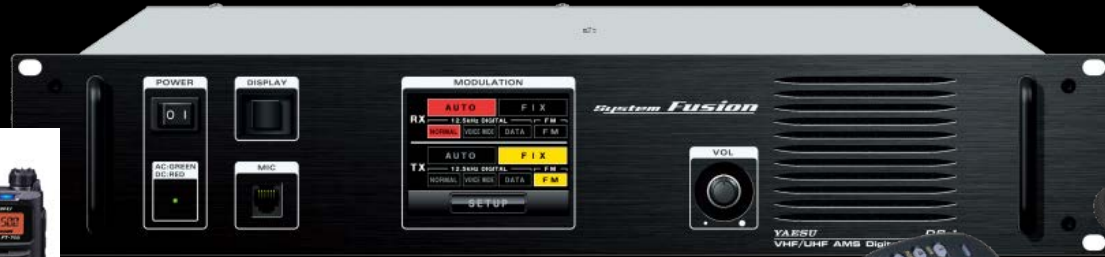 POWER
DISPLAY
MODULATION
AUTO FIX
RX 12.5kHz DIGITAL FM
NORMAL VOICE WIDE DATA FM
AUTO FIX
TX 12.5kHz DIGITAL FM
NORMAL VOICE WIDE DATA FM
SETUP
System Fusion
0 1
AC:GREEN
DC:RED
MIC
VOL
YAESU
VHF/UHF AMS